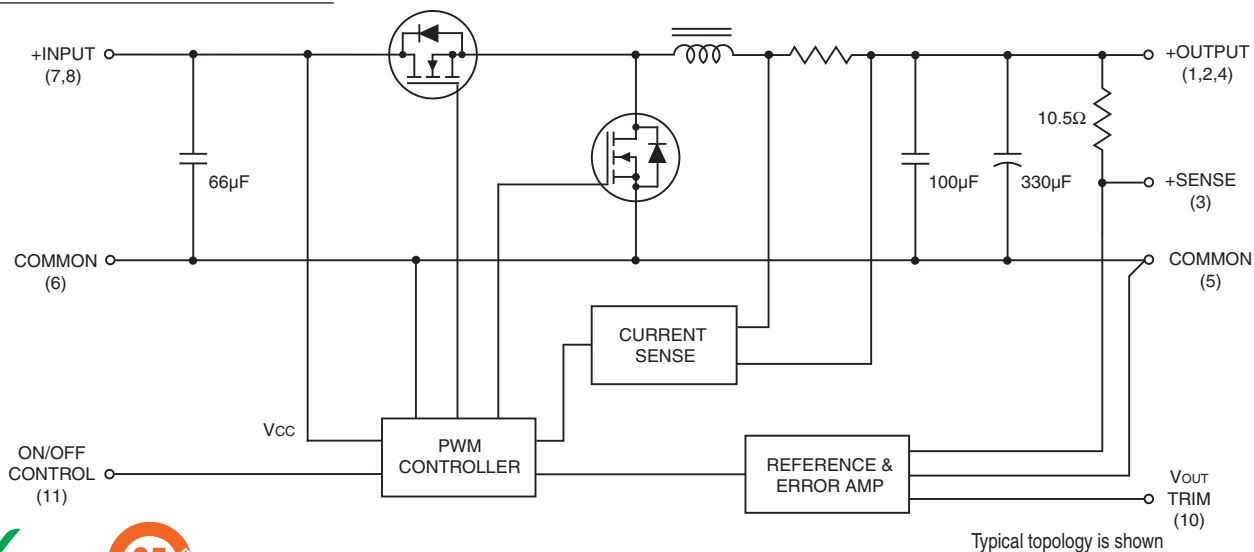 +INPUT
(7,8)
+OUTPUT
(1,2,4)
10.5Ω
66µF
100µF
330µF
+SENSE
(3)
COMMON
(6)
COMMON
(5)
CURRENT
SENSE
VCC
PWM
CONTROLLER
ON/OFF
CONTROL
(11)
REFERENCE &
ERROR AMP
VOUT
TRIM
(10)
Typical topology is shown